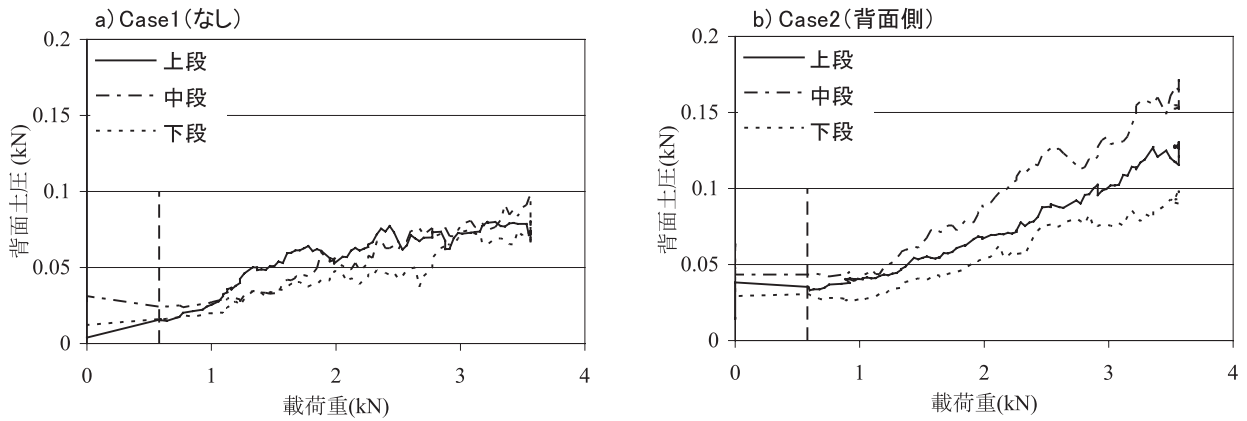 a) Case1（なし）
0.2
0.15
0.1
0.05
0
背面土圧 (kN)
上段
中段
下段
0 1 2 3 4
載荷重(kN)
b) Case2（背面側）
0.2
0.15
0.1
0.05
0
背面土圧(kN)
上段
中段
下段
0 1 2 3 4
載荷重(kN)